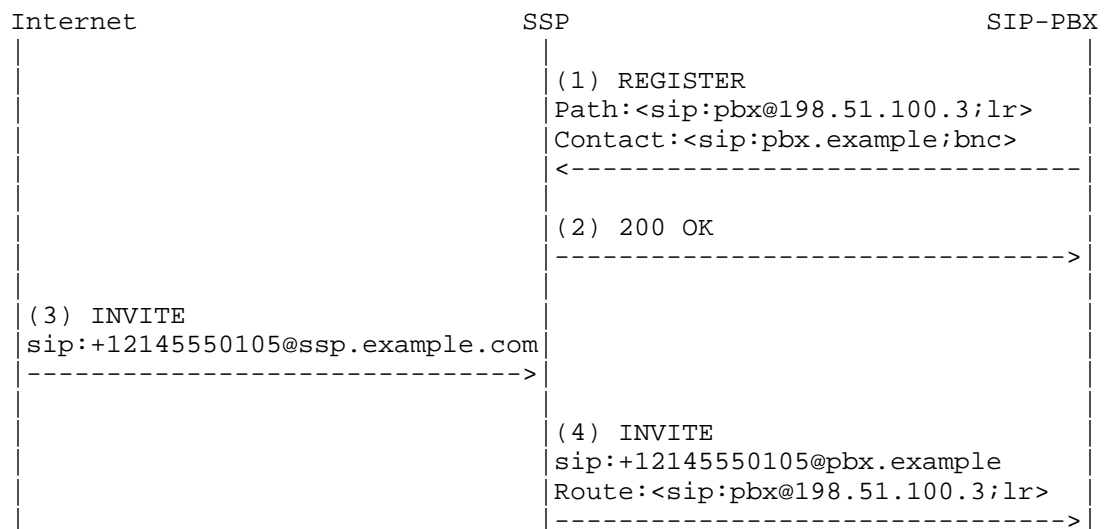 Internet SSP SIP-PBX
(1) REGISTER
Path:<sip:pbx@198.51.100.3;lr>
Contact:<sip:pbx.example;bnc>
(2) 200 OK
(3) INVITE
sip:+12145550105@ssp.example.com
(4) INVITE
sip:+12145550105@pbx.example
Route:<sip:pbx@198.51.100.3;lr>